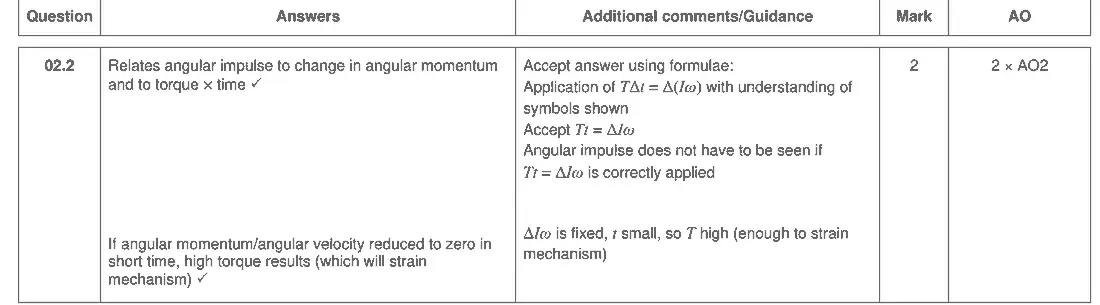 Question Answers Additional comments/Guidance Mark AO
02.2 Relates angular impulse to change in angular momentum Accept answer using formulae: 2 2 × AO2
and to torque × time ✓ Application of TΔt = Δ(Iω) with understanding of
symbols shown
Accept Tt = ΔIω
Angular impulse does not have to be seen if
Tt = ΔIω is correctly applied
If angular momentum/angular velocity reduced to zero in
short time, high torque results (which will strain
mechanism) ✓
ΔIω is fixed, t small, so T high (enough to strain
mechanism)